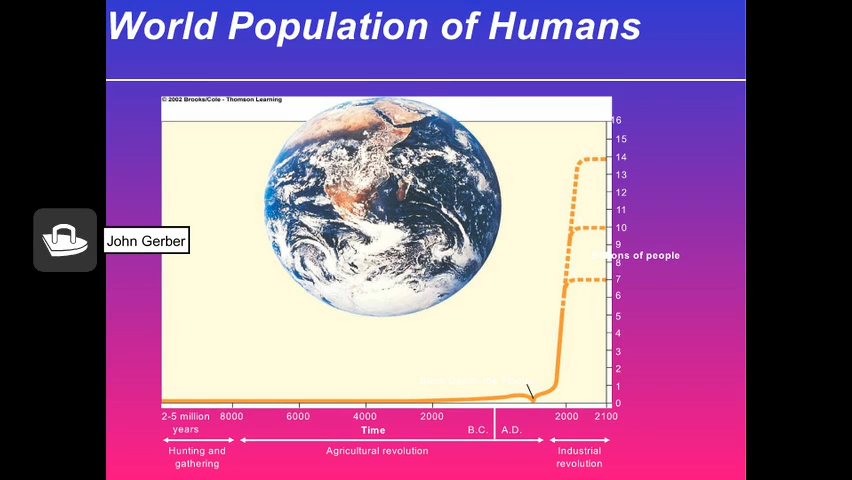 World Population of Humans
© 2002 Brooks/Cole - Thomson Learning
16
15
14
13
12
11
10
9
ons of people
8
7
6
5
4
3
2
1
0
John Gerber
2-5 million
years
8000
6000
4000
2000
2000
2100
Time
B.C.
A.D.
Hunting and
gathering
Agricultural revolution
Industrial
revolution